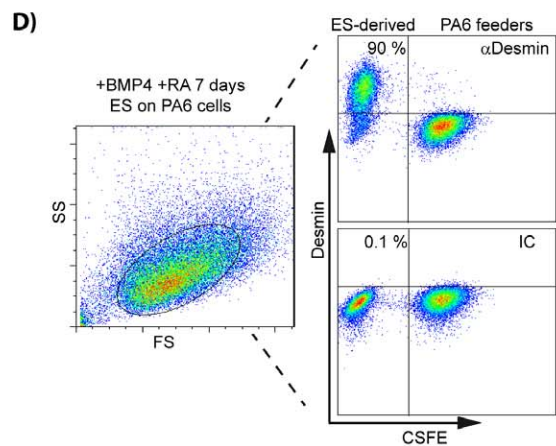 D)
ES-derived PA6 feeders
+BMP4 +RA 7 days
ES on PA6 cells
SS
FS
90 % αDesmin
0.1 % IC
Desmin
CSFE